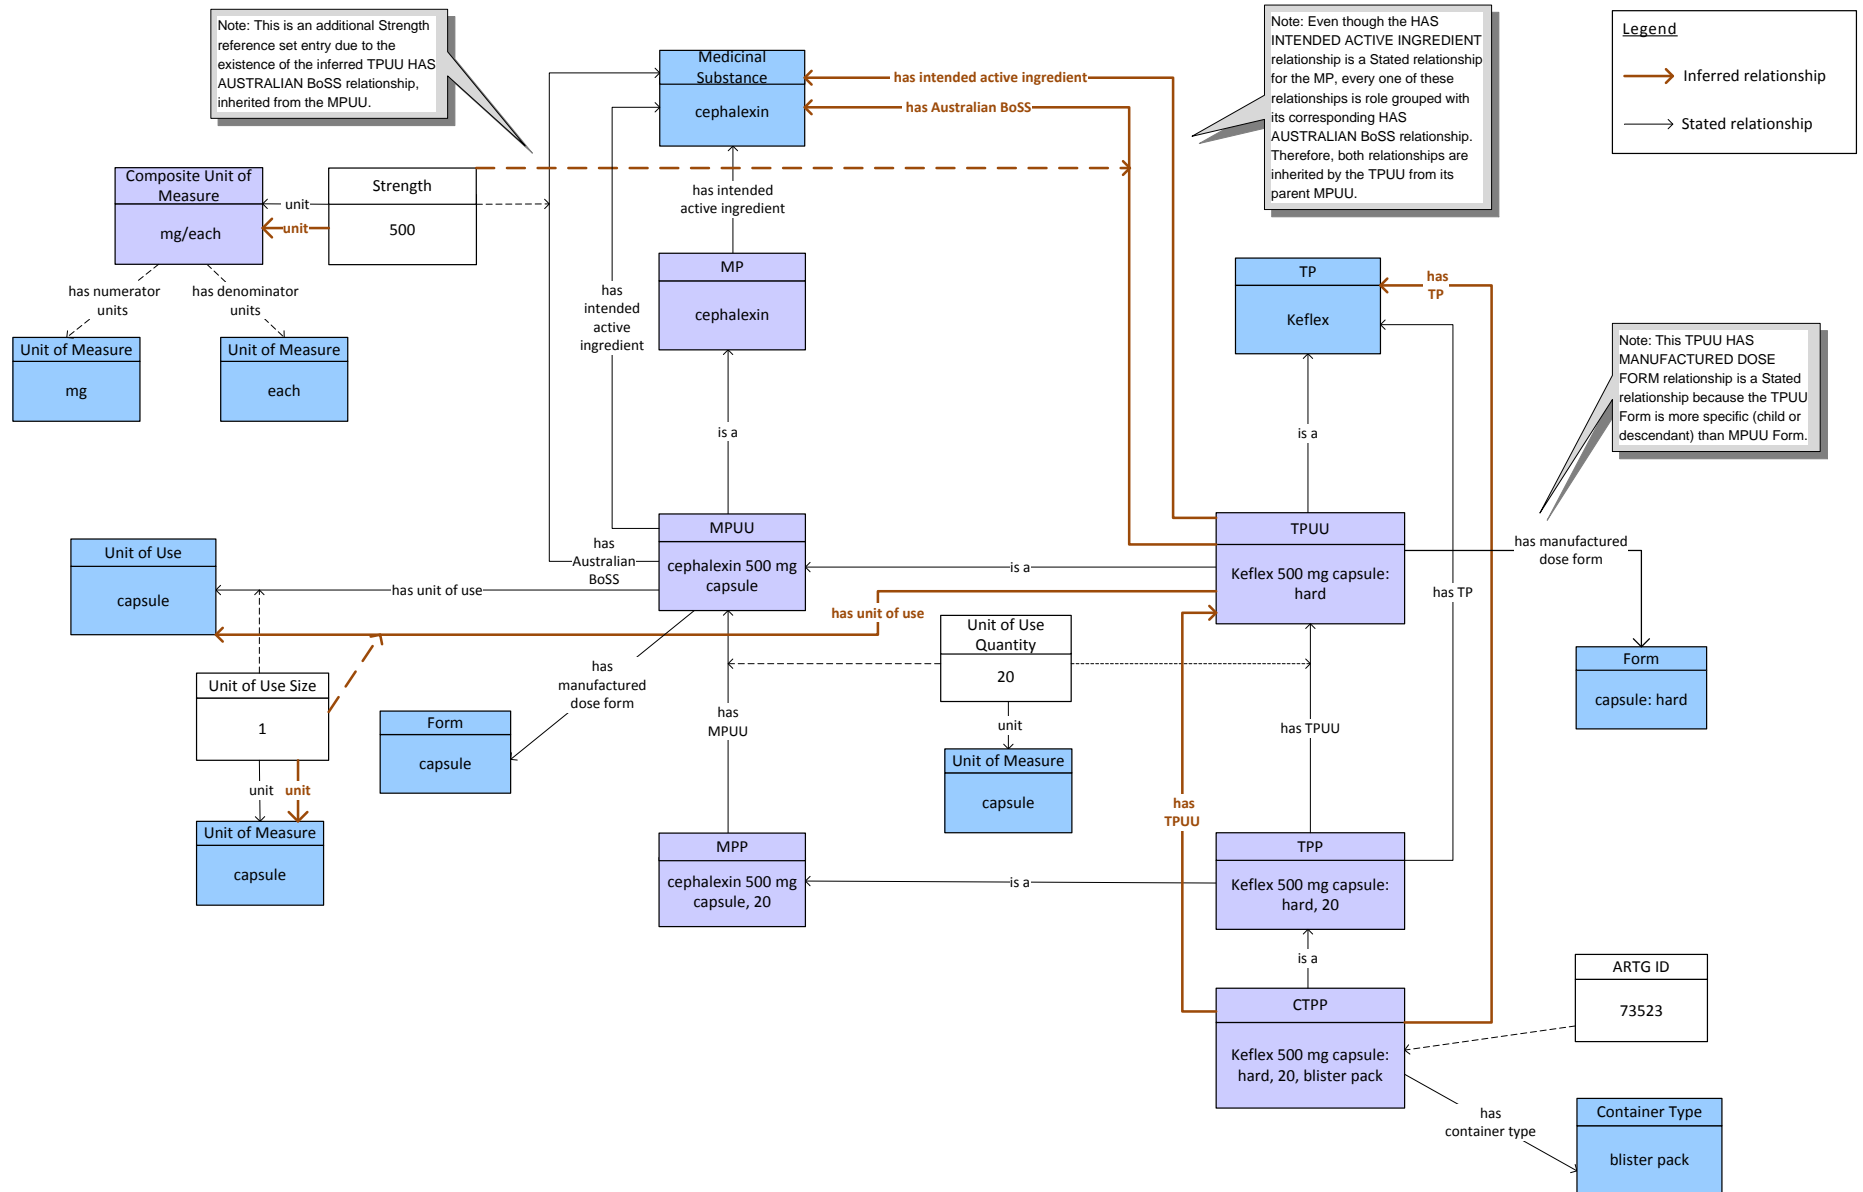 Note: This is an additional Strength
reference set entry due to the
existence of the inferred TPUU HAS
AUSTRALIAN BoSS relationship,
inherited from the MPUU.
Medicinal
Substance
cephalexin
has intended active ingredient
has Australian BoSS
Note: Even though the HAS
INTENDED ACTIVE INGREDIENT
relationship is a Stated relationship
for the MP, every one of these
relationships is role grouped with
its corresponding HAS
AUSTRALIAN BoSS relationship.
Therefore, both relationships are
inherited by the TPUU from its
parent MPUU.
Legend
Inferred relationship
Stated relationship
Composite Unit of
Measure
mg/each
unit
unit
Strength
500
has intended
active ingredient
has numerator
units
has denominator
units
Unit of Measure
mg
Unit of Measure
each
has
intended
active
ingredient
MP
cephalexin
TP
Keflex
has
TP
Note: This TPUU HAS
MANUFACTURED DOSE
FORM relationship is a Stated
relationship because the TPUU
Form is more specific (child or
descendant) than MPUU Form.
is a
is a
Unit of Use
capsule
has unit of use
has
Australian
BoSS
MPUU
cephalexin 500 mg
capsule
is a
TPUU
Keflex 500 mg capsule:
hard
has manufactured
dose form
has unit of use
has TP
Unit of Use
Quantity
20
unit
Unit of Measure
capsule
Form
capsule: hard
Unit of Use Size
1
unit
unit
Unit of Measure
capsule
has
manufactured
dose form
Form
capsule
has
MPUU
has TPUU
has
TPUU
MPP
cephalexin 500 mg
capsule, 20
is a
TPP
Keflex 500 mg capsule:
hard, 20
is a
CTPP
Keflex 500 mg capsule:
hard, 20, blister pack
ARTG ID
73523
has
container type
Container Type
blister pack